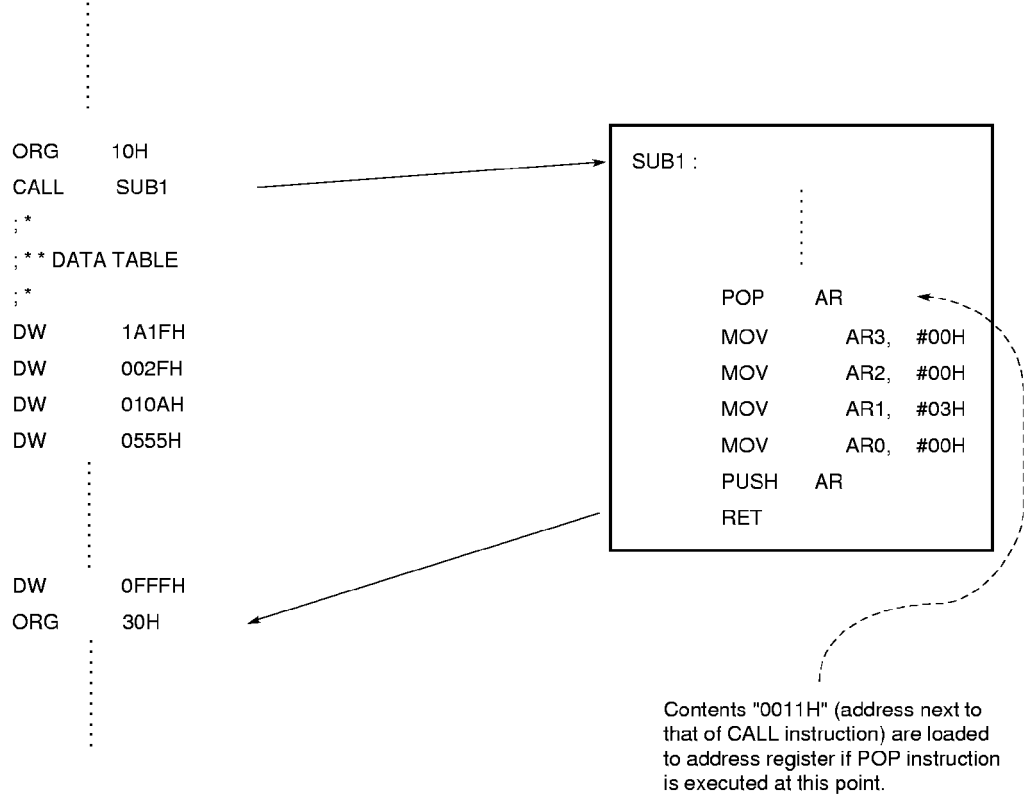 ORG 10H
CALL SUB1
; *
; * * DATA TABLE
; *
DW 1A1FH
DW 002FH
DW 010AH
DW 0555H
DW 0FFFH
ORG 30H
SUB1 :
POP AR
MOV AR3, #00H
MOV AR2, #00H
MOV AR1, #03H
MOV AR0, #00H
PUSH AR
RET
Contents "0011H" (address next to
that of CALL instruction) are loaded
to address register if POP instruction
is executed at this point.